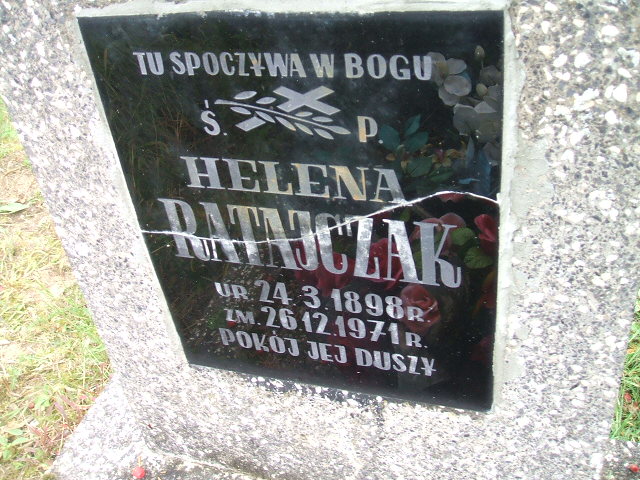 TU SPOCZYWA W BOGU
Ś. P.
HELENA
RATAJCZAK
UR. 24.3.1898 R.
ZM. 26.12.1971 R.
POKÓJ JEJ DUSZY